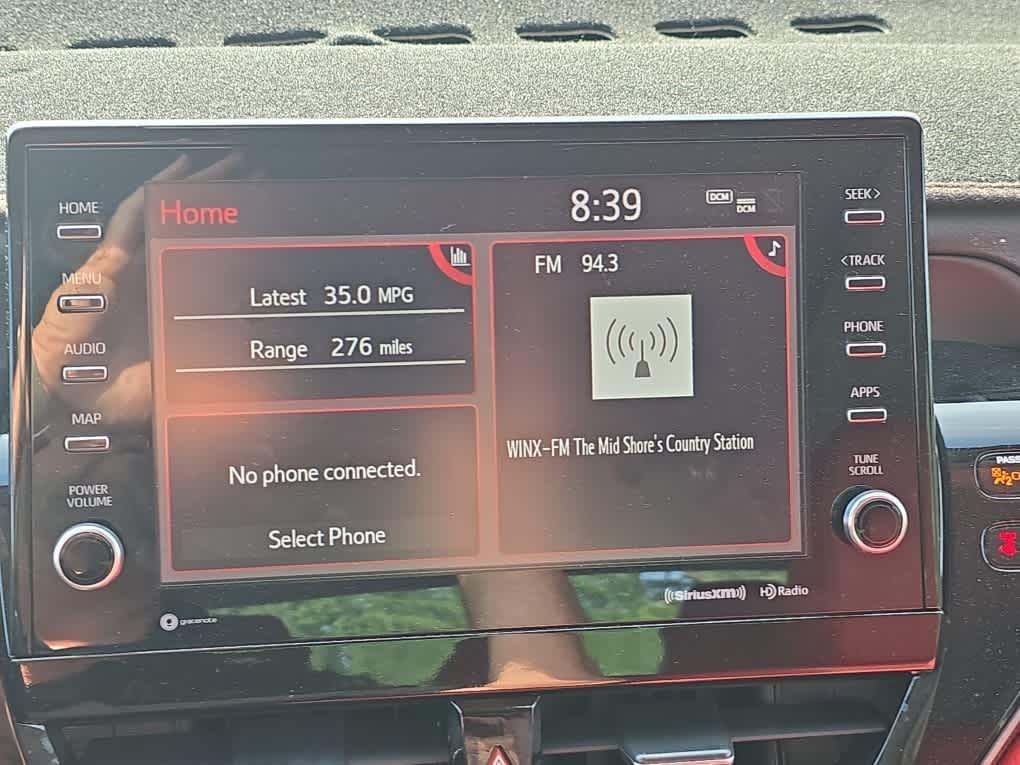 HOME
MENU
AUDIO
MAP
POWER
VOLUME
Home
8:39
DCM
DCM
Latest 35.0 MPG
Range 276 miles
No phone connected.
Select Phone
FM 94.3
WINX-FM The Mid Shore's Country Station
SEEK>
<TRACK
PHONE
APPS
TUNE
SCROLL
gracenote
((SiriusXM))
HD Radio
PASS
2